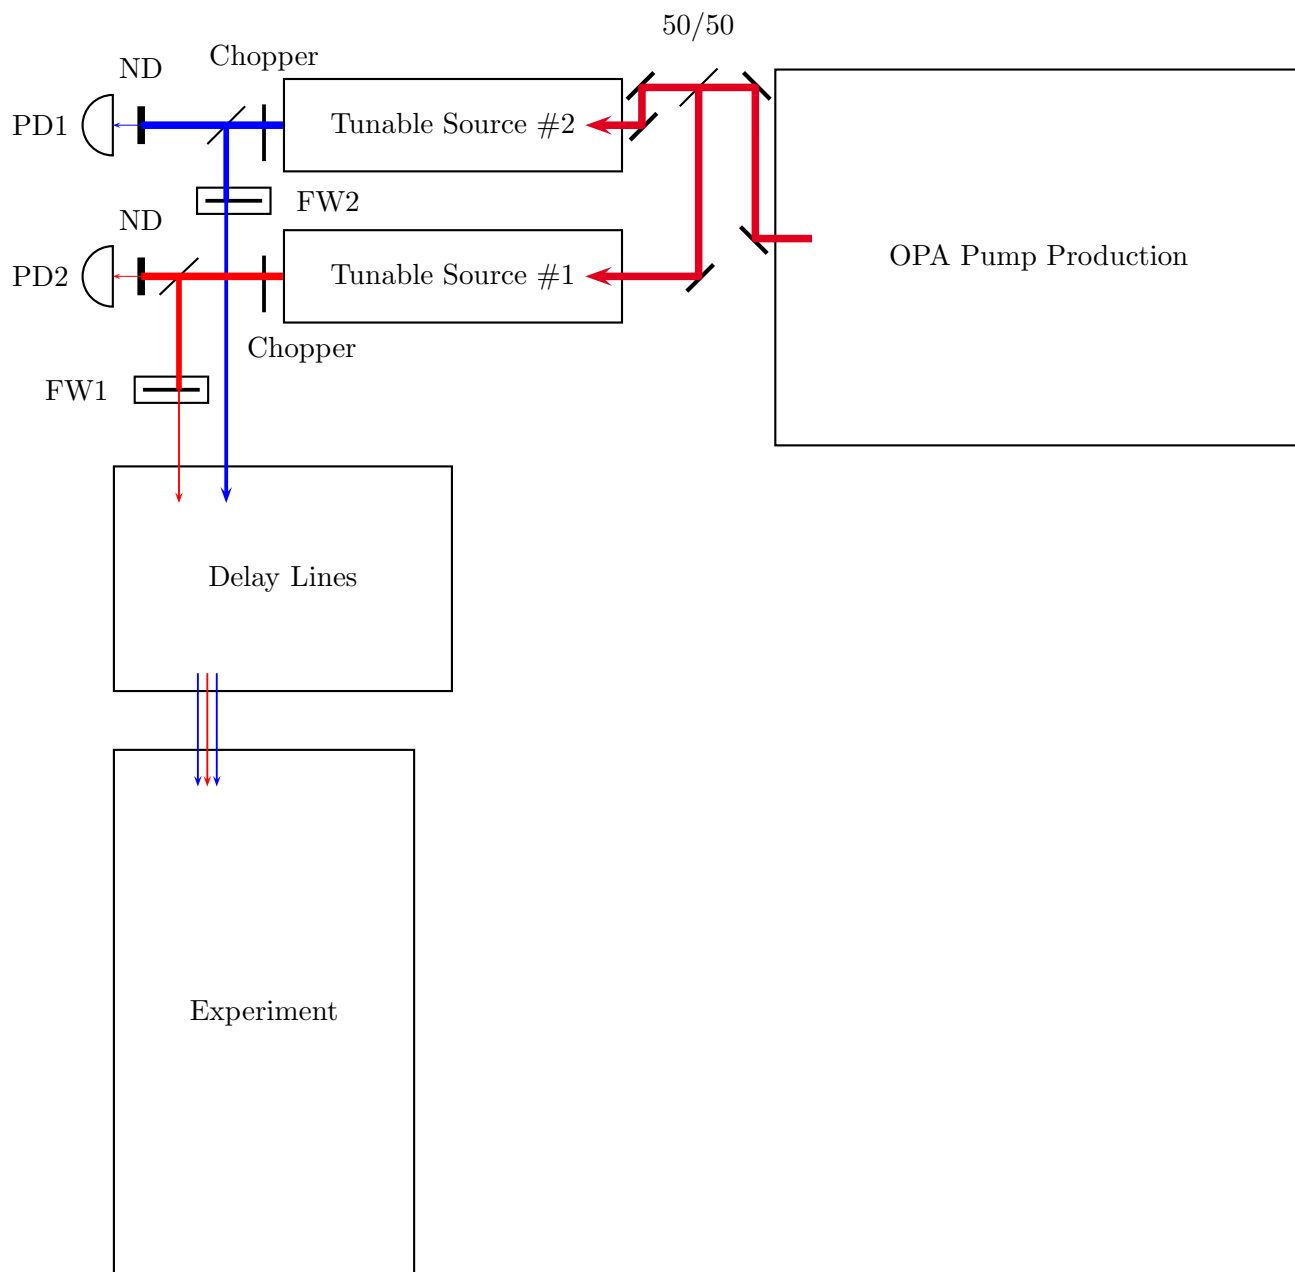 50/50
Chopper
ND
PD1
Tunable Source #2
FW2
ND
OPA Pump Production
PD2
Tunable Source #1
Chopper
FW1
Delay Lines
Experiment